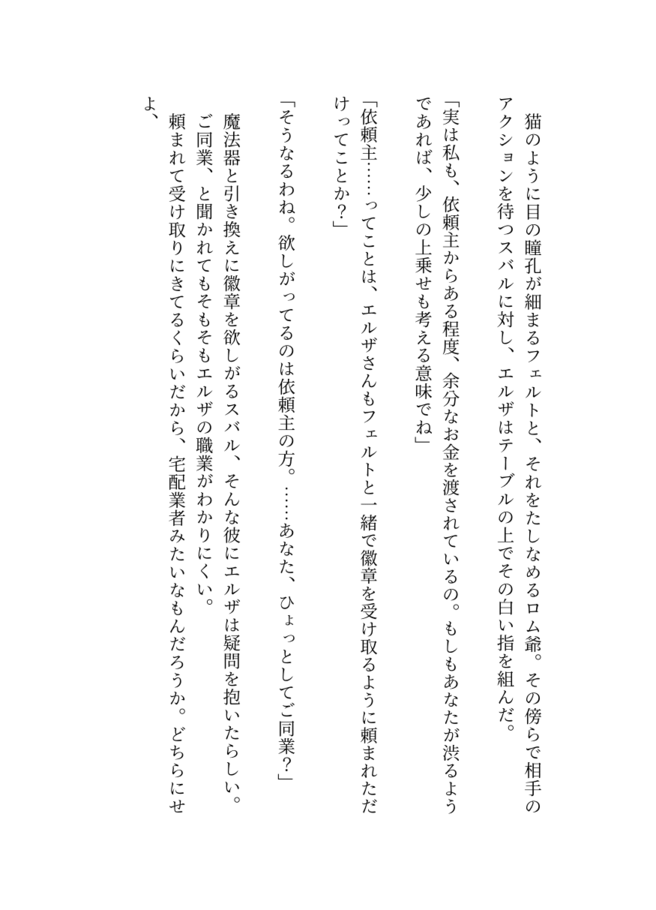 猫のように目の瞳孔が細まるフェルトと、それをたしなめるロム爺。その傍らで相手の
アクションを待つスバルに対し、エルザはテーブルの上でその白い指を組んだ。
「実は私も、依頼主からある程度、余分なお金を渡されているの。もしもあなたが渋るよう
であれば、少しの上乗せも考える意味でね」
「依頼主……ってことは、エルザさんもフェルトと一緒で徽章を受け取るように頼まれただ
けってことか？」
「そうなるわね。欲しがってるのは依頼主の方。……あなた、ひょっとしてご同業？」
　魔法器と引き換えに徽章を欲しがるスバル、そんな彼にエルザは疑問を抱いたらしい。
　ご同業、と聞かれてもそもそもエルザの職業がわかりにくい。
　頼まれて受け取りにきてるくらいだから、宅配業者みたいなもんだろうか。どちらにせ
よ、